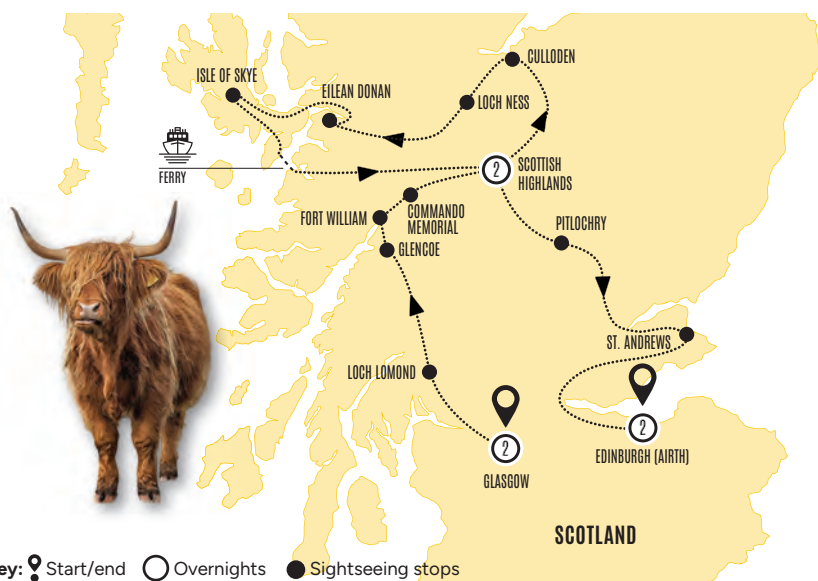 CULLODEN
ISLE OF SKYE
EILEAN DONAN
LOCH NESS
FERRY
2
SCOTTISH
HIGHLANDS
COMMANDO
MEMORIAL
FORT WILLIAM
PITLOCHRY
GLENCOE
ST. ANDREWS
LOCH LOMOND
2
GLASGOW
2
EDINBURGH (AIRTH)
SCOTLAND
ey: Start/end Overnights Sightseeing stops